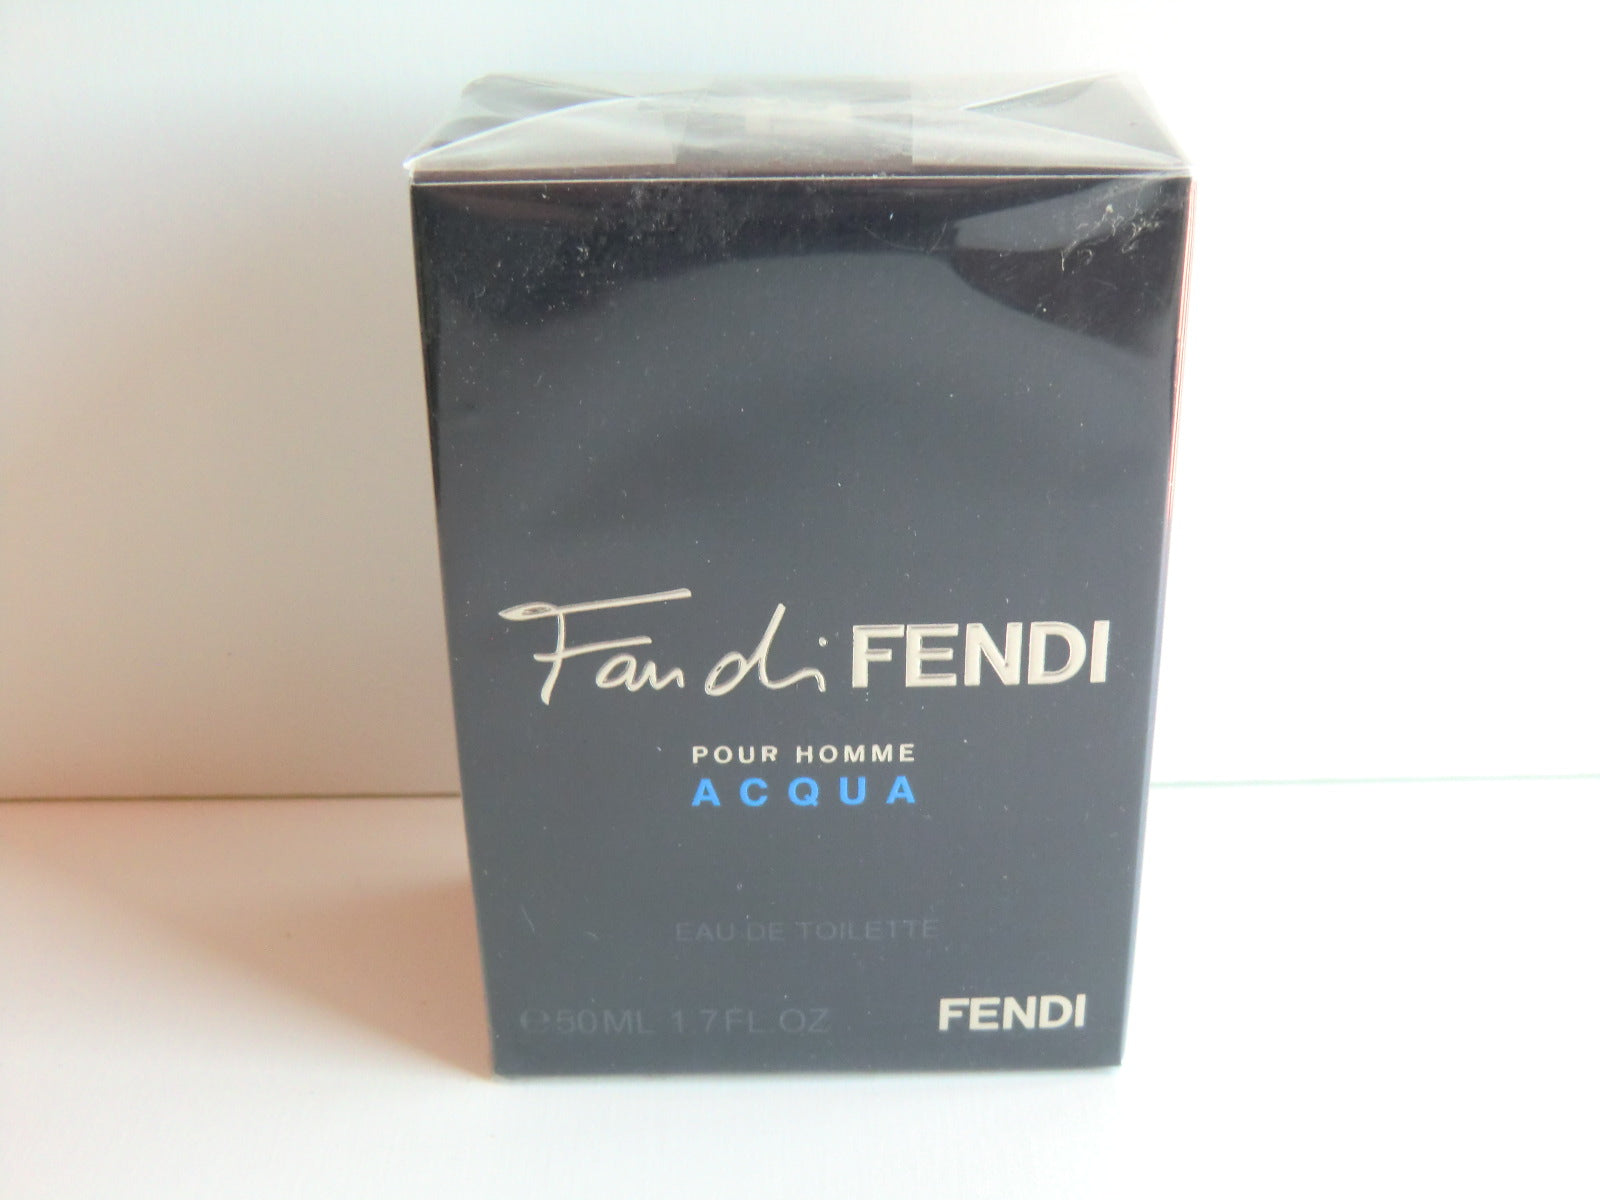 Fan di FENDI
POUR HOMME
ACQUA
EAU DE TOILETTE
℮50ML 1.7FL.OZ
FENDI